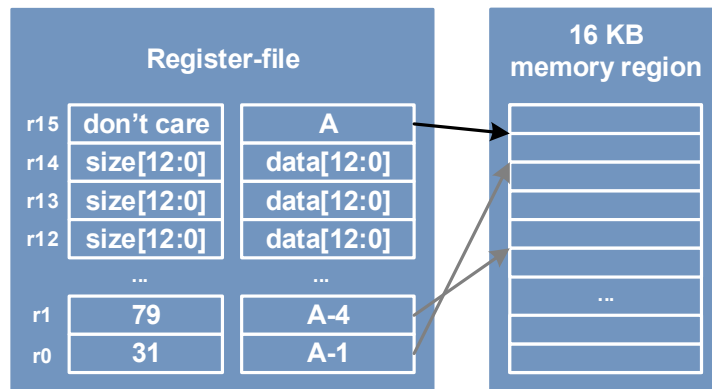 Register-file
16 KB
memory region
r15 don't care A
r14 size[12:0] data[12:0]
r13 size[12:0] data[12:0]
r12 size[12:0] data[12:0]
... ...
...
r1 79 A-4
r0 31 A-1